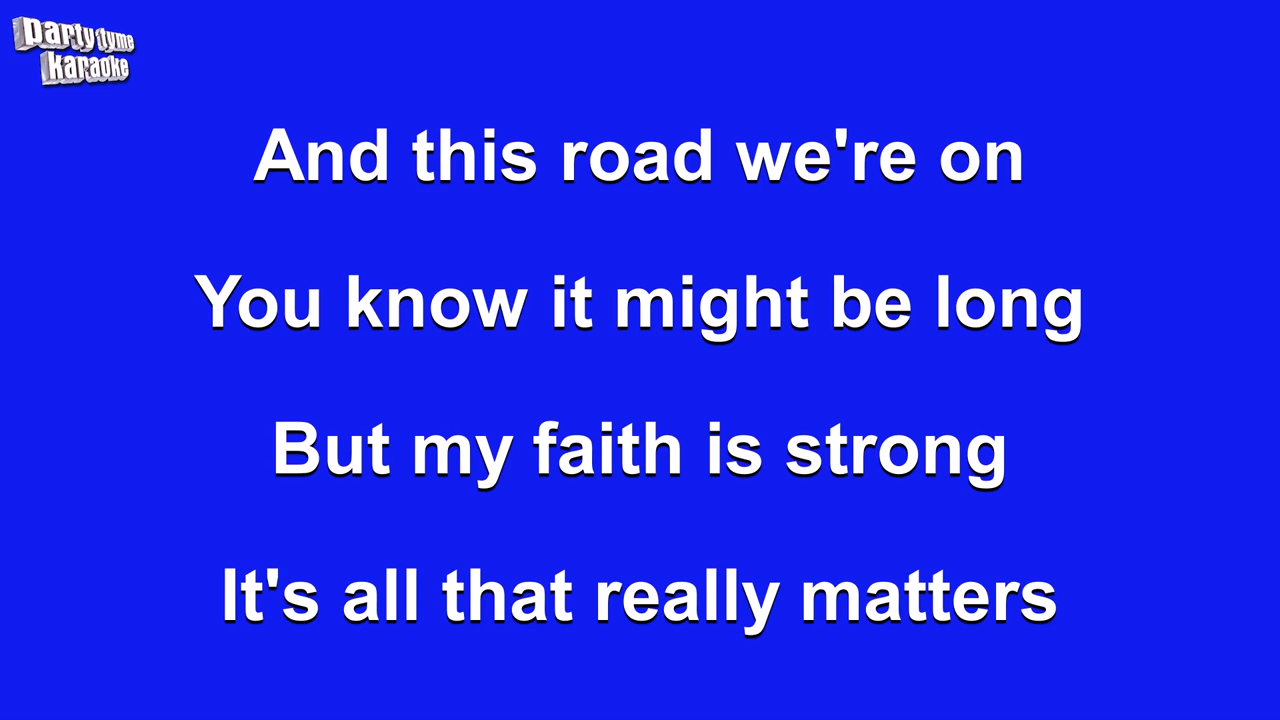 party tyme
karaoke
And this road we're on
You know it might be long
But my faith is strong
It's all that really matters